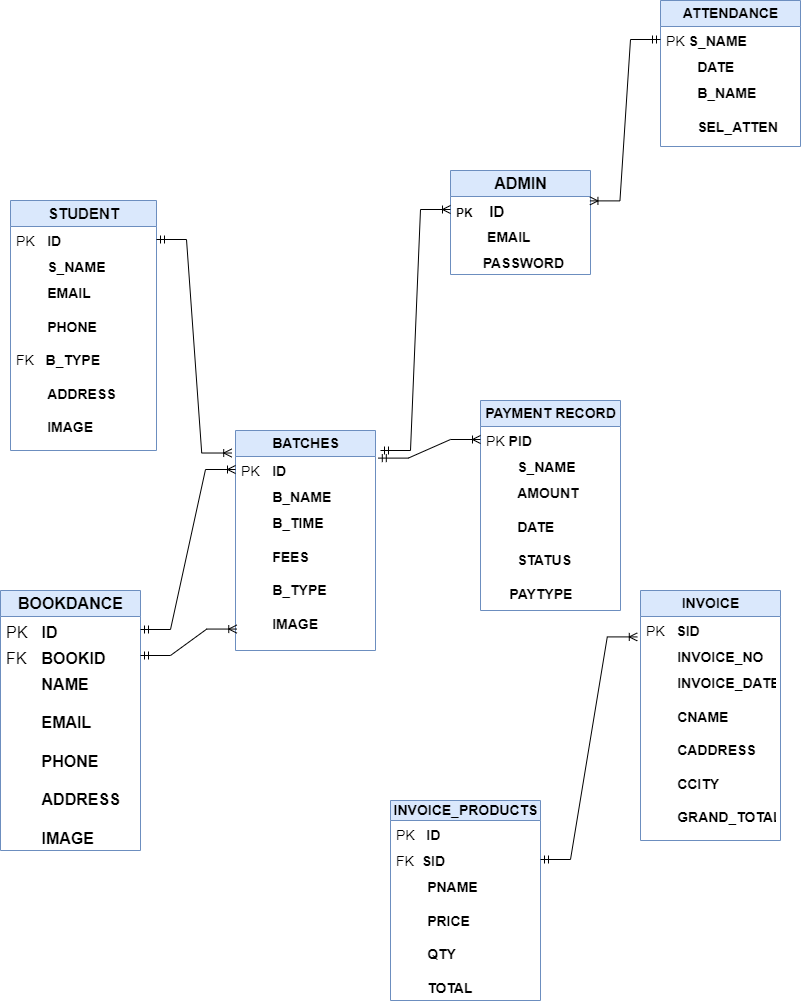 ATTENDANCE
PK S_NAME
DATE
B_NAME
SEL_ATTEN
ADMIN
PK ID
EMAIL
PASSWORD
STUDENT
PK ID
S_NAME
EMAIL
PHONE
FK B_TYPE
ADDRESS
IMAGE
BATCHES
PK ID
B_NAME
B_TIME
FEES
B_TYPE
IMAGE
PAYMENT RECORD
PK PID
S_NAME
AMOUNT
DATE
STATUS
PAYTYPE
BOOKDANCE
PK ID
FK BOOKID
NAME
EMAIL
PHONE
ADDRESS
IMAGE
INVOICE
PK SID
INVOICE_NO
INVOICE_DATE
CNAME
CADDRESS
CCITY
GRAND_TOTAL
INVOICE_PRODUCTS
PK ID
FK SID
PNAME
PRICE
QTY
TOTAL